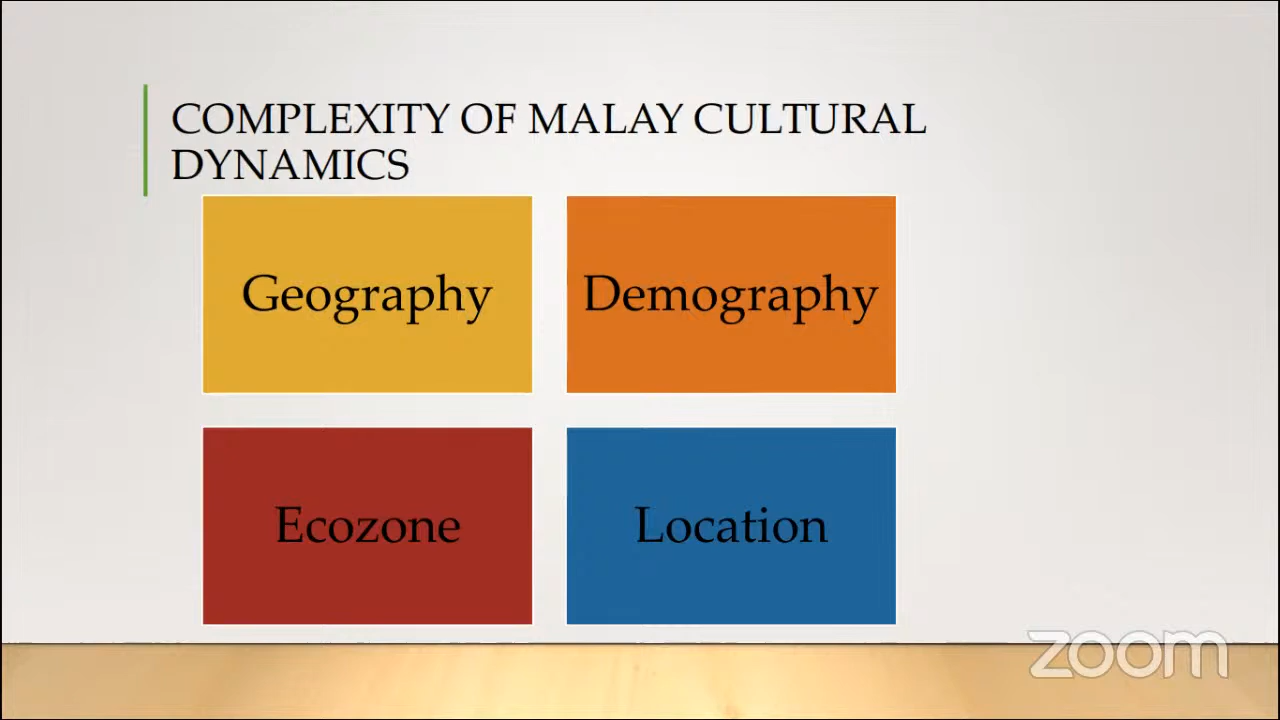 COMPLEXITY OF MALAY CULTURAL
DYNAMICS
Geography
Demography
Ecozone
Location
zoom